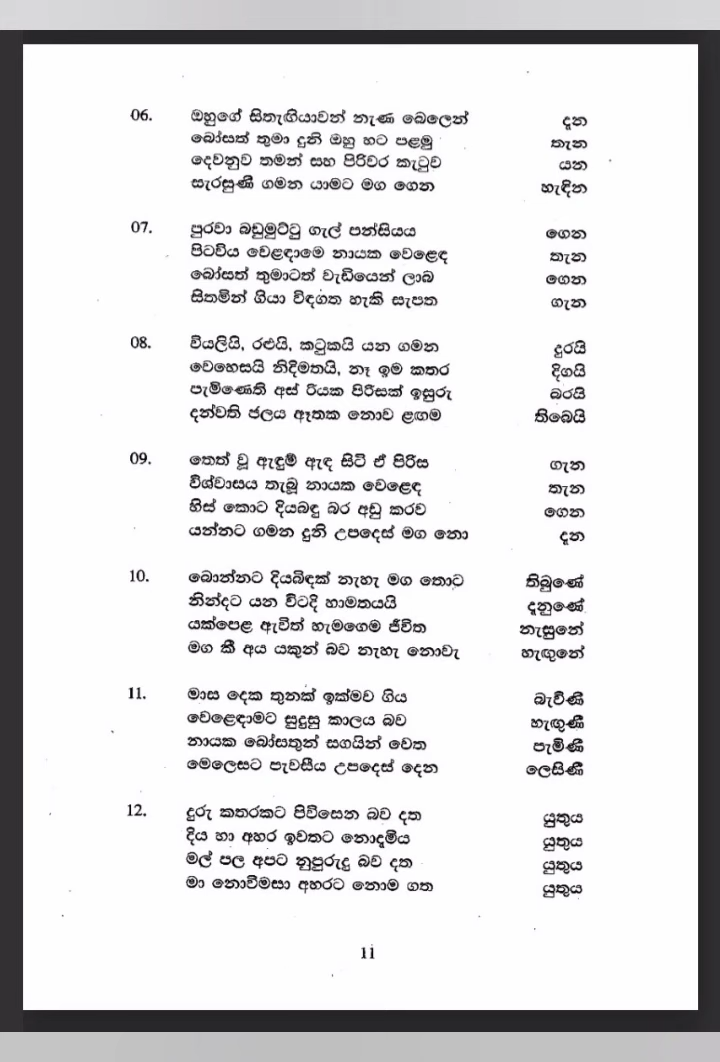 06. ඔහුගේ සිතැඟියාවන් නැණ බෙලෙන් දැන
බෝසත් තුමා දුනි ඔහු හට පළමු තැන
දෙවනුව තමන් සහ පිරිවර කැටුව යන
සැරසුණී ගමන යාමට මග ගෙන හැඳින
07. පුරවා බඩුමුට්ටු ගැල් පන්සියය ගෙන
පිටවිය වෙළඳාමෙ නායක වෙළෙඳ තැන
බෝසත් තුමාටත් වැඩියෙන් ලාබ ගෙන
සිතමින් ගියා විඳගත හැකි සැපත ගැන
08. වියලියි, රළුයි, කටුකයි යන ගමන දුරයි
වෙහෙසයි නිදිමතයි, නෑ ඉම කතර දිගයි
පැමිණෙති අස් රියක පිරිසක් ඉසුරු බරයි
දන්වති ජලය ඈතක නොව ළඟම තිබෙයි
09. තෙත් වූ ඇඳුම් ඇඳ සිටි ඒ පිරිස ගැන
විශ්වාසය තැබූ නායක වෙළෙඳ තැන
හිස් කොට දියබඳු බර අඩු කරව ගෙන
යන්නට ගමන දුනි උපදෙස් මග නො දැන
10. බොන්නට දියබිඳක් නැහැ මග තොට තිබුණේ
නින්දට යන විටදි හාමතයයි දැනුණේ
යක්පෙළ ඇවිත් හැමගෙම ජීවිත නැසුනේ
මග කී අය යකුන් බව නැහැ නොවැ හැඟුනේ
11. මාස දෙක තුනක් ඉක්මව ගිය බැව්ණී
වෙළෙඳාමට සුදුසු කාලය බව හැඟුණී
නායක බෝසතුන් සගයින් වෙත පැමිණී
මෙලෙසට පැවසීය උපදෙස් දෙන ලෙසිණී
12. දුරු කතරකට පිවිසෙන බව දත යුතුය
දිය හා අහර ඉවතට නොදැමිය යුතුය
මල් පල අපට නුපුරුදු බව දත යුතුය
මා නොවිමසා අහරට නොම ගත යුතුය
11